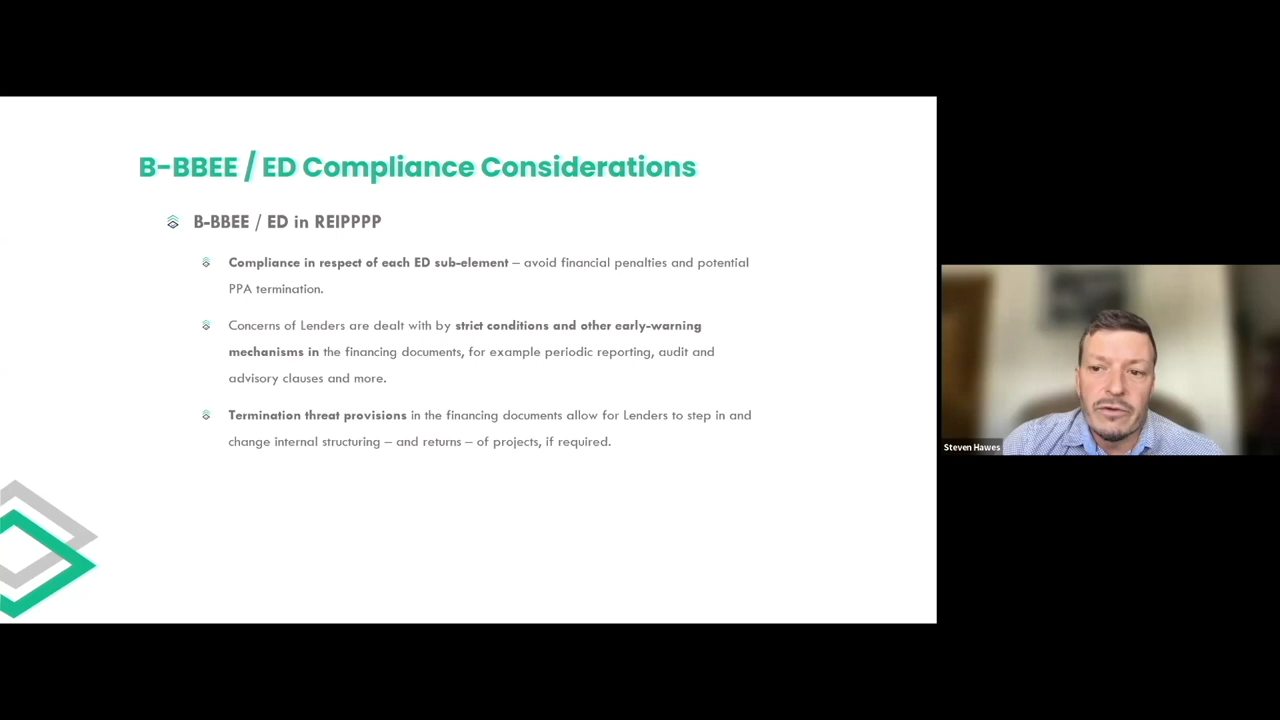 B-BBEE / ED Compliance Considerations
B-BBEE / ED in REIPPPP
Compliance in respect of each ED sub-element – avoid financial penalties and potential
PPA termination.
Concerns of Lenders are dealt with by strict conditions and other early-warning
mechanisms in the financing documents, for example periodic reporting, audit and
advisory clauses and more.
Termination threat provisions in the financing documents allow for Lenders to step in and
change internal structuring – and returns – of projects, if required.
Steven Hawes